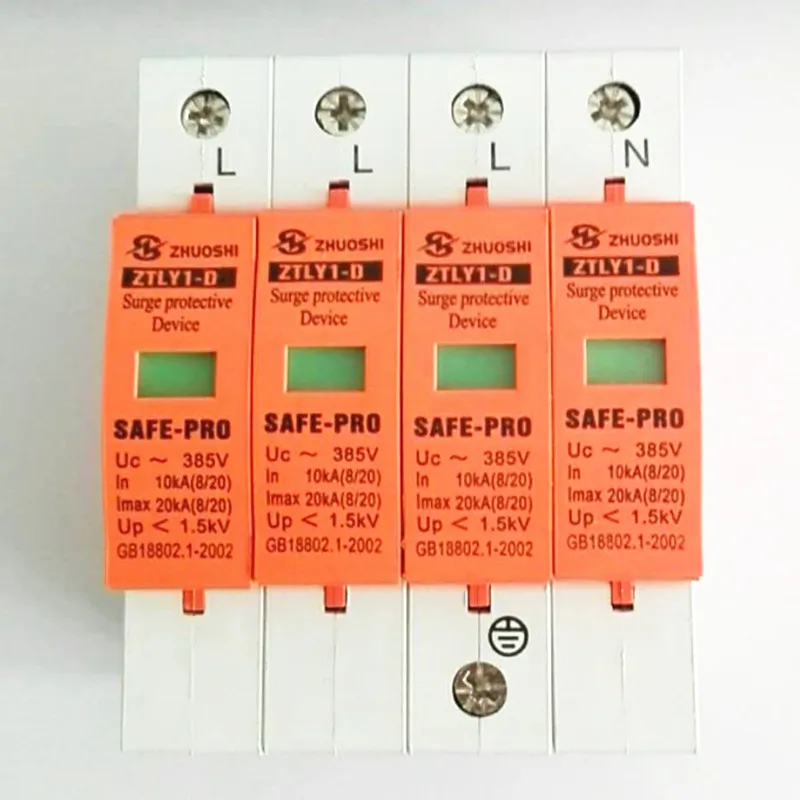 L
L
L
N
ZHUOSHI
ZTLY1-D
Surge protective
Device
SAFE-PRO
Uc ~ 385V
In 10kA(8/20)
Imax 20kA(8/20)
Up < 1.5kV
GB18802.1-2002
ZHUOSHI
ZTLY1-D
Surge protective
Device
SAFE-PRO
Uc ~ 385V
In 10kA(8/20)
Imax 20kA(8/20)
Up < 1.5kV
GB18802.1-2002
ZHUOSHI
ZTLY1-D
Surge protective
Device
SAFE-PRO
Uc ~ 385V
In 10kA(8/20)
Imax 20kA(8/20)
Up < 1.5kV
GB18802.1-2002
ZHUOSHI
ZTLY1-D
Surge protective
Device
SAFE-PRO
Uc ~ 385V
In 10kA(8/20)
Imax 20kA(8/20)
Up < 1.5kV
GB18802.1-2002